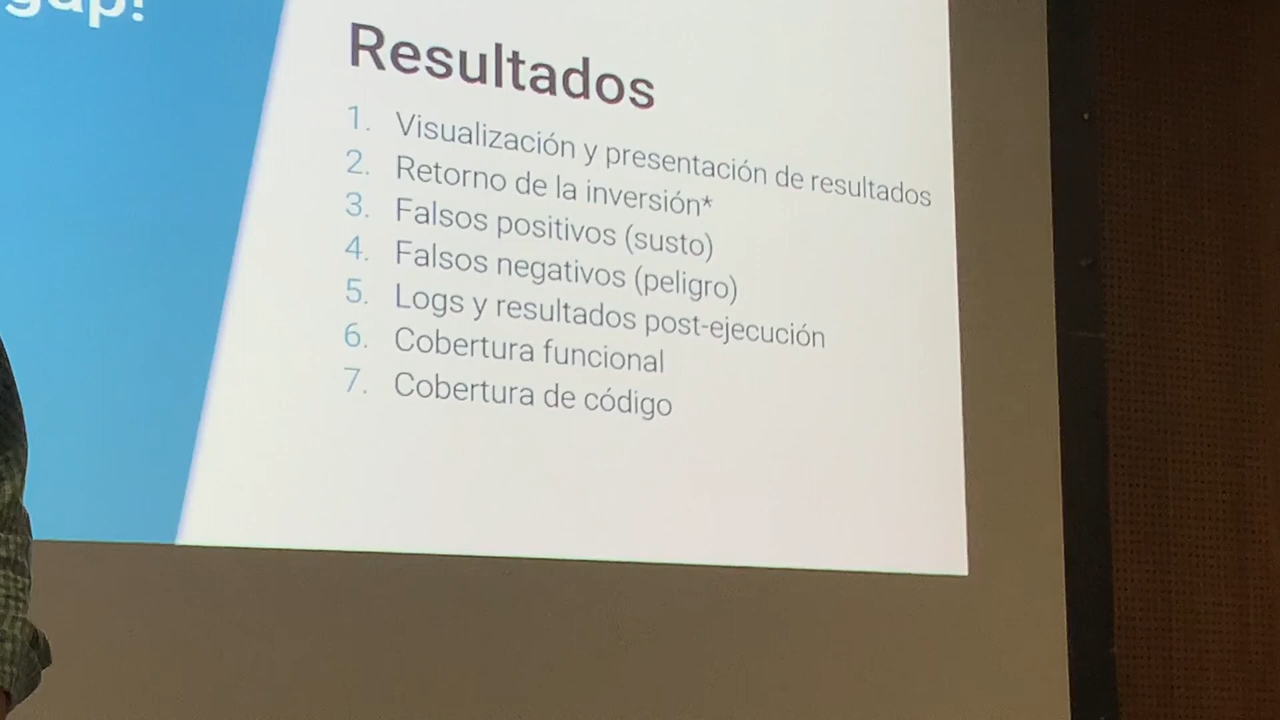 gap!
Resultados
1. Visualización y presentación de resultados
2. Retorno de la inversión*
3. Falsos positivos (susto)
4. Falsos negativos (peligro)
5. Logs y resultados post-ejecución
6. Cobertura funcional
7. Cobertura de código